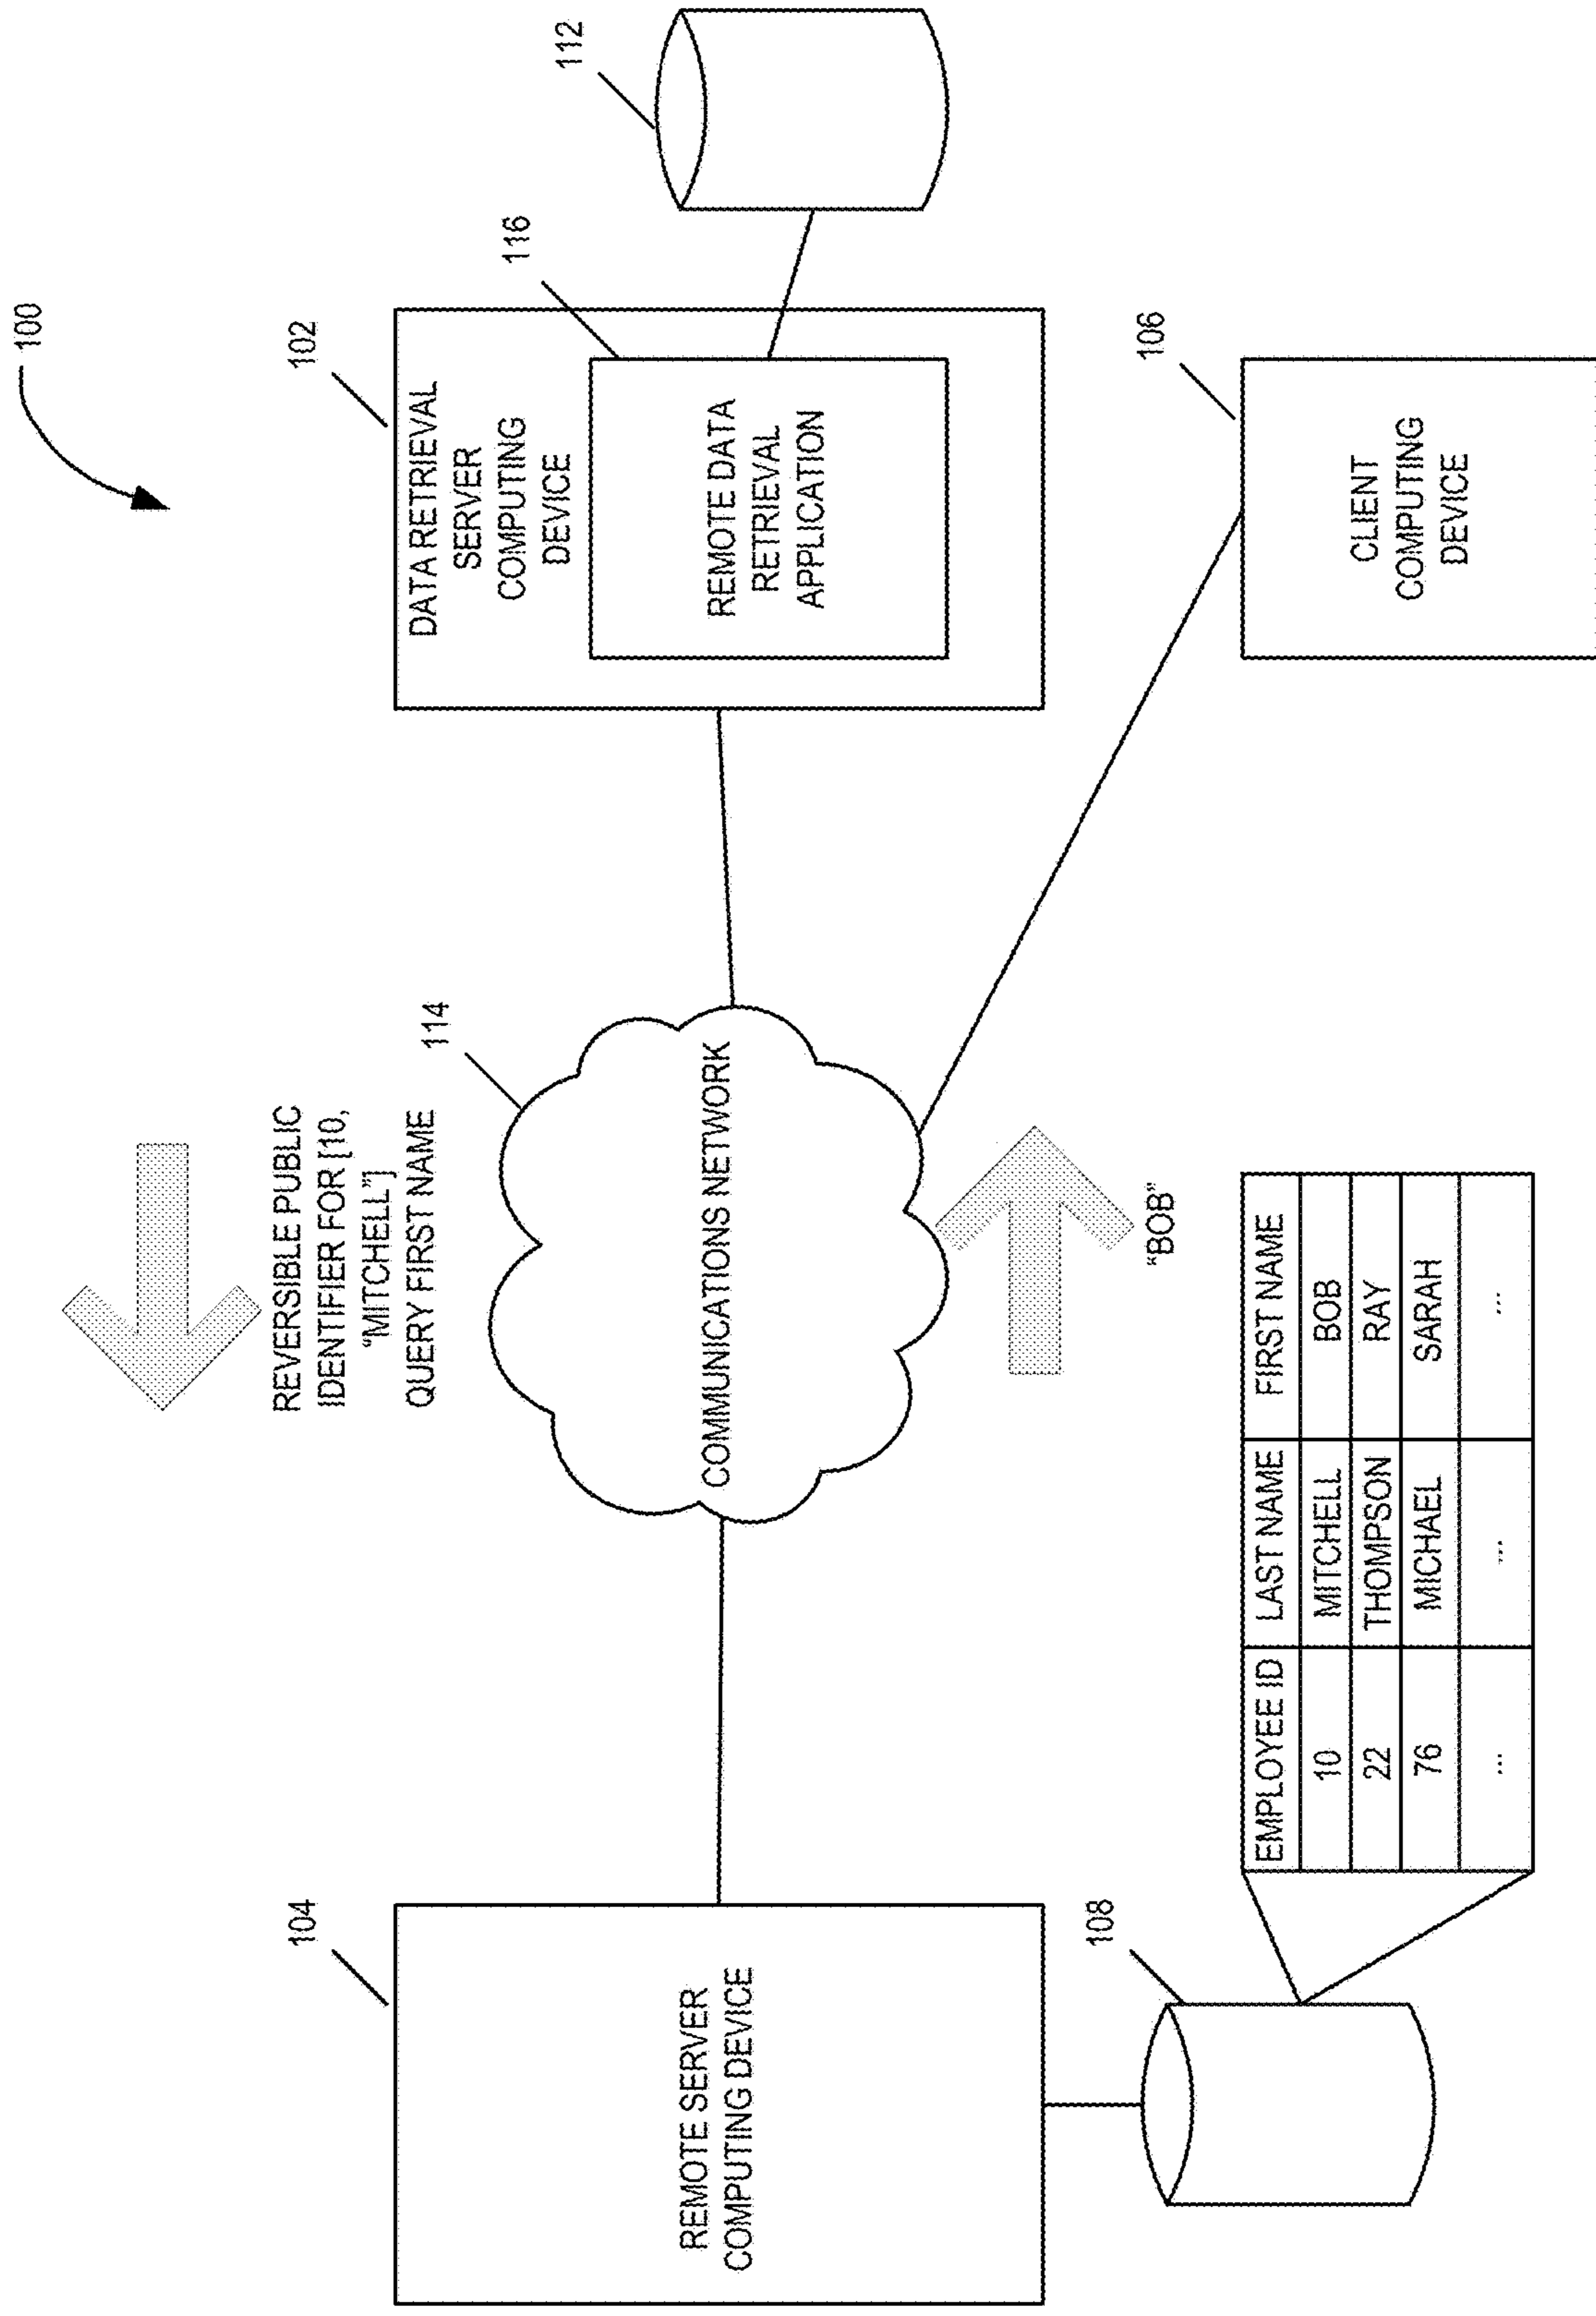 100
104
REMOTE SERVER
COMPUTING DEVICE
108
REVERSIBLE PUBLIC
IDENTIFIER FOR [10,
"MITCHELL"]
QUERY FIRST NAME
114
COMMUNICATIONS NETWORK
"BOB"
102
DATA RETRIEVAL
SERVER
COMPUTING
DEVICE
116
REMOTE DATA
RETRIEVAL
APPLICATION
112
106
CLIENT
COMPUTING
DEVICE
EMPLOYEE ID LAST NAME FIRST NAME
10 MITCHELL BOB
22 THOMPSON RAY
76 MICHAEL SARAH
... ... ...